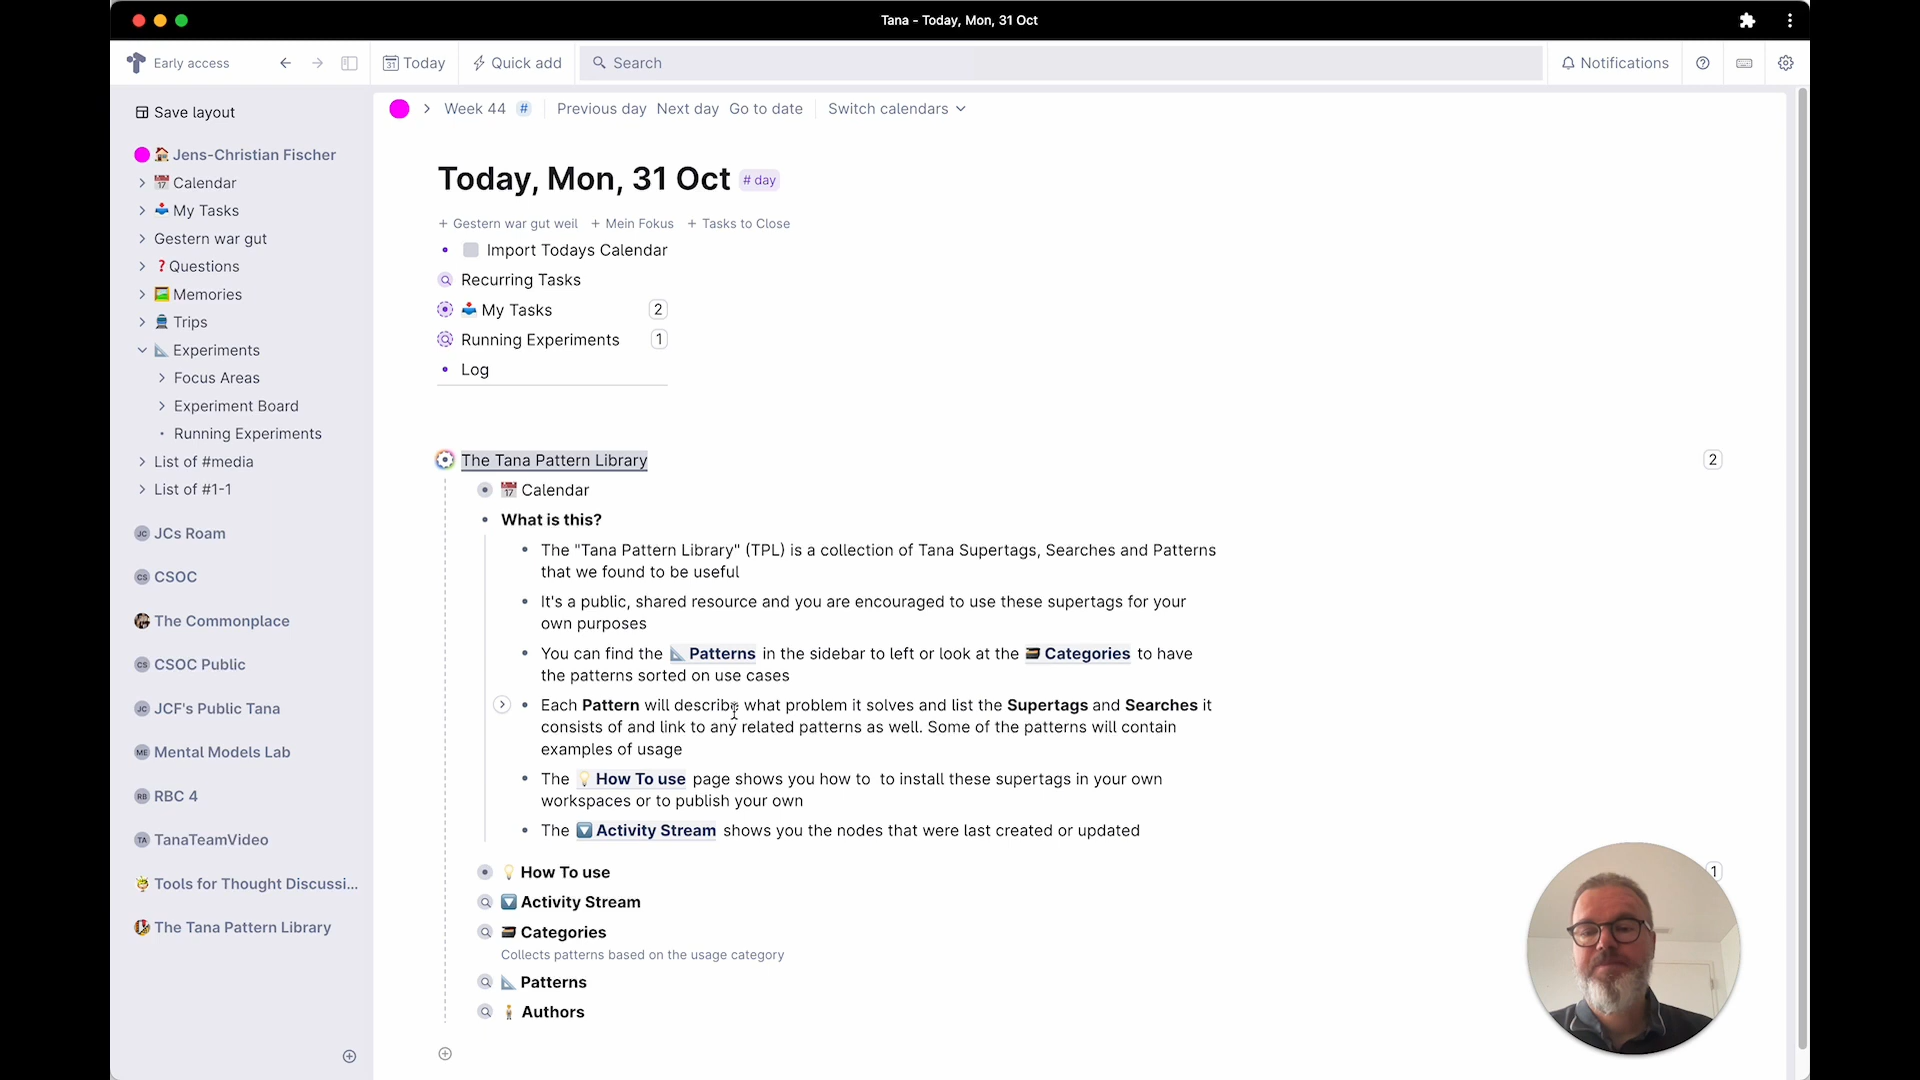 Tana - Today, Mon, 31 Oct
Early access
31 Today
Quick add
Search
Notifications
Save layout
Week 44 #
Previous day
Next day
Go to date
Switch calendars
Jens-Christian Fischer
Calendar
My Tasks
Gestern war gut
Questions
Memories
Trips
Experiments
Focus Areas
Experiment Board
Running Experiments
List of #media
List of #1-1
JC JCs Roam
CS CSOC
The Commonplace
CS CSOC Public
JC JCF's Public Tana
ME Mental Models Lab
RB RBC 4
TA TanaTeamVideo
Tools for Thought Discussi...
The Tana Pattern Library
Today, Mon, 31 Oct # day
+ Gestern war gut weil + Mein Fokus + Tasks to Close
Import Todays Calendar
Recurring Tasks
My Tasks 2
Running Experiments 1
Log
The Tana Pattern Library 2
17 Calendar
What is this?
The "Tana Pattern Library" (TPL) is a collection of Tana Supertags, Searches and Patterns
that we found to be useful
It's a public, shared resource and you are encouraged to use these supertags for your
own purposes
You can find the Patterns in the sidebar to left or look at the Categories to have
the patterns sorted on use cases
Each Pattern will describe what problem it solves and list the Supertags and Searches it
consists of and link to any related patterns as well. Some of the patterns will contain
examples of usage
The How To use page shows you how to to install these supertags in your own
workspaces or to publish your own
The Activity Stream shows you the nodes that were last created or updated
How To use 1
Activity Stream
Categories
Collects patterns based on the usage category
Patterns
Authors